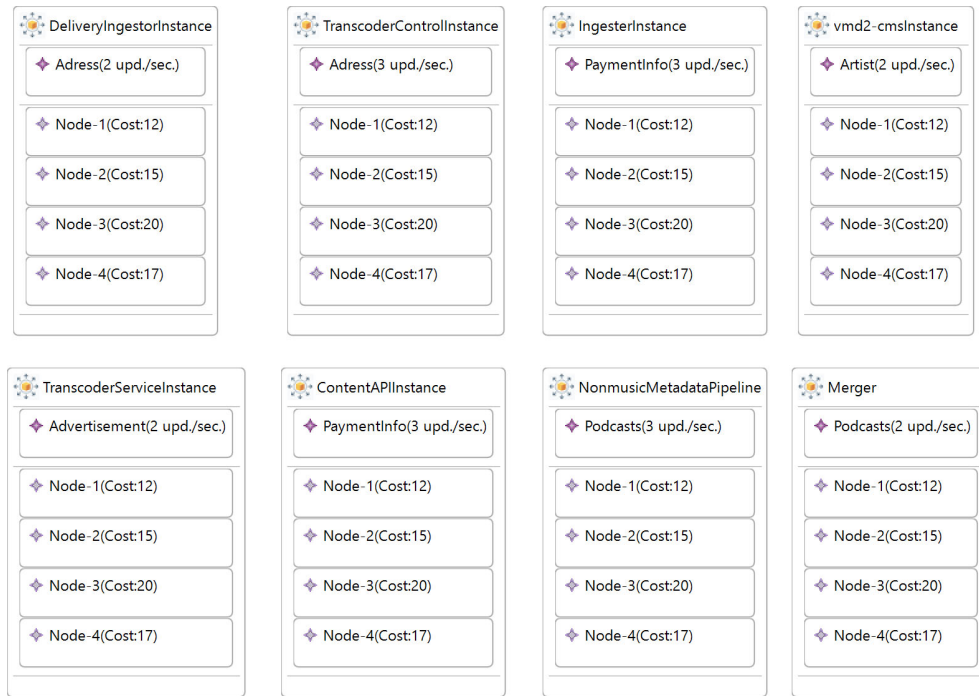 DeliveryIngestorInstance
Adress(2 upd./sec.)
Node-1(Cost:12)
Node-2(Cost:15)
Node-3(Cost:20)
Node-4(Cost:17)
TranscoderControlInstance
Adress(3 upd./sec.)
Node-1(Cost:12)
Node-2(Cost:15)
Node-3(Cost:20)
Node-4(Cost:17)
IngesterInstance
PaymentInfo(3 upd./sec.)
Node-1(Cost:12)
Node-2(Cost:15)
Node-3(Cost:20)
Node-4(Cost:17)
vmd2-cmsInstance
Artist(2 upd./sec.)
Node-1(Cost:12)
Node-2(Cost:15)
Node-3(Cost:20)
Node-4(Cost:17)
TranscoderServiceInstance
Advertisement(2 upd./sec.)
Node-1(Cost:12)
Node-2(Cost:15)
Node-3(Cost:20)
Node-4(Cost:17)
ContentAPIInstance
PaymentInfo(3 upd./sec.)
Node-1(Cost:12)
Node-2(Cost:15)
Node-3(Cost:20)
Node-4(Cost:17)
NonmusicMetadataPipeline
Podcasts(3 upd./sec.)
Node-1(Cost:12)
Node-2(Cost:15)
Node-3(Cost:20)
Node-4(Cost:17)
Merger
Podcasts(2 upd./sec.)
Node-1(Cost:12)
Node-2(Cost:15)
Node-3(Cost:20)
Node-4(Cost:17)